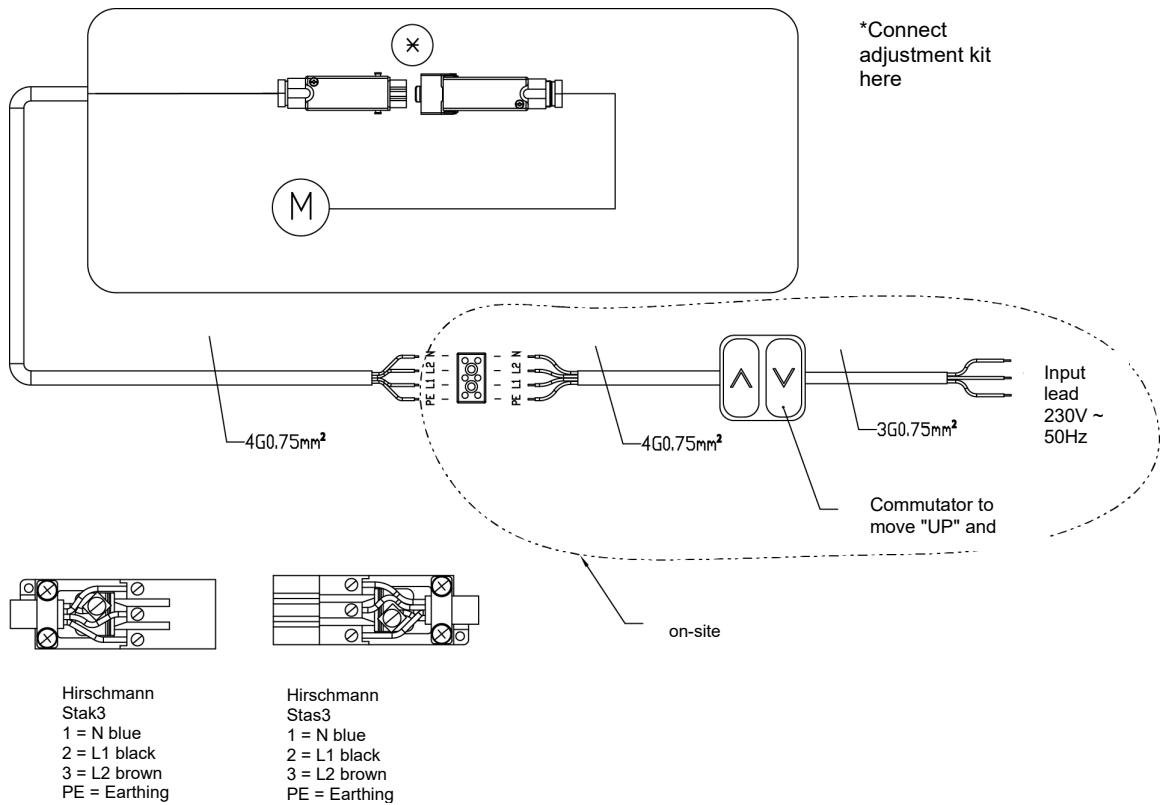 *Connect
adjustment kit
here
M
N
L2
L1
PE
N
L2
L1
PE
4G0.75mm²
4G0.75mm²
3G0.75mm²
Input
lead
230V ~
50Hz
Commutator to
move "UP" and
on-site
Hirschmann
Stak3
1 = N blue
2 = L1 black
3 = L2 brown
PE = Earthing
Hirschmann
Stas3
1 = N blue
2 = L1 black
3 = L2 brown
PE = Earthing